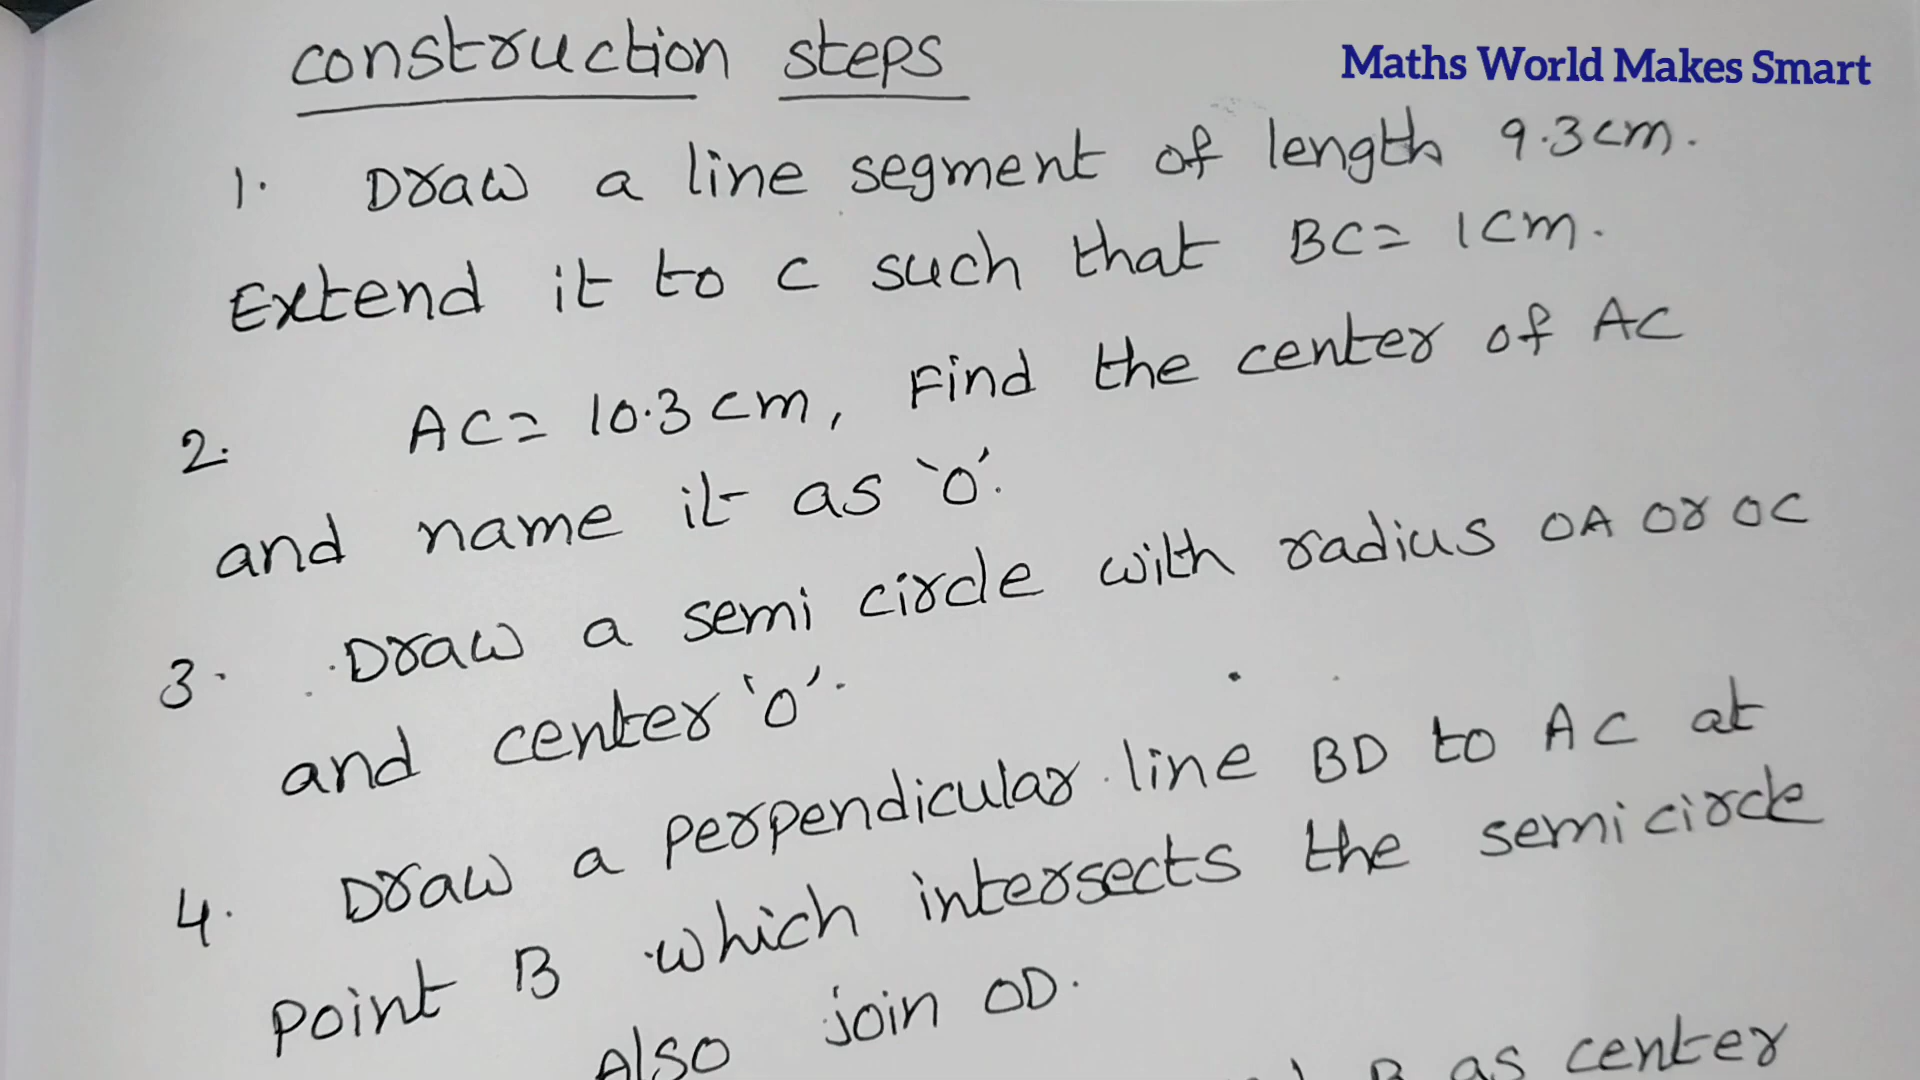 construction steps
Maths World Makes Smart
1. Draw a line segment of length 9.3cm.
Extend it to C such that BC= 1cm.
2. AC= 10.3 cm, Find the center of AC
and name it as 'O'.
3. Draw a semi circle with radius OA or OC
and center 'O'.
4. Draw a perpendicular line BD to AC at
point B which intersects the semicircle
Also join OD.
B as center